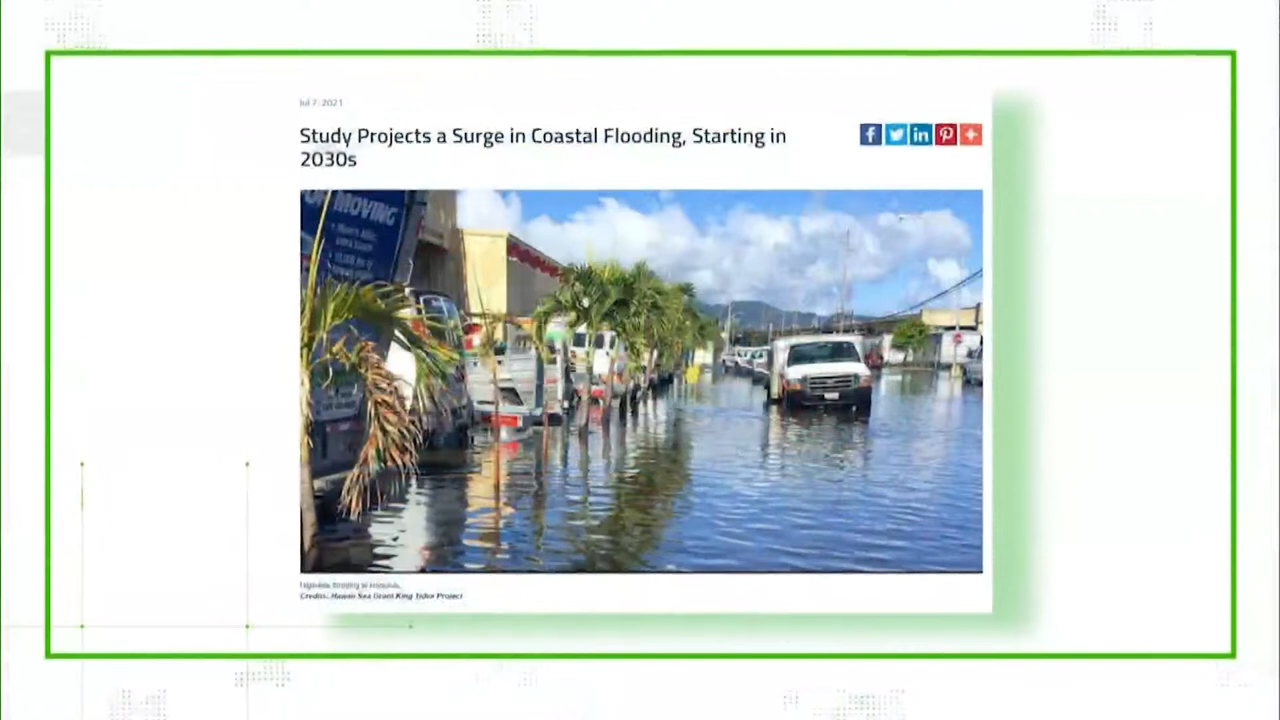 Jul 7, 2021
Study Projects a Surge in Coastal Flooding, Starting in
2030s
MOVING
Credits: Hawaii Sea Grant King Tides Project